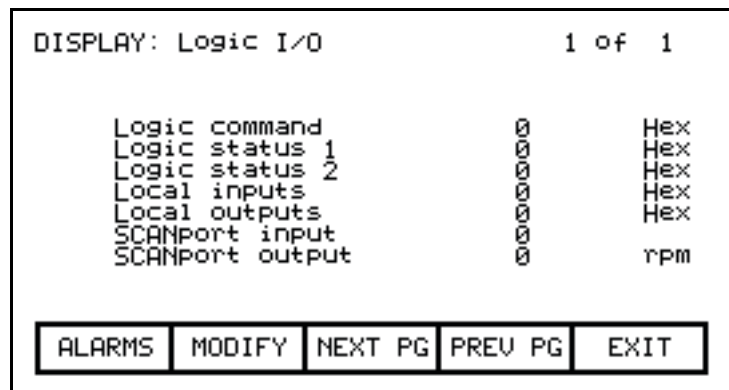 DISPLAY: Logic I/O 1 of 1
Logic command 0 Hex
Logic status 1 0 Hex
Logic status 2 0 Hex
Local inputs 0 Hex
Local outputs 0 Hex
SCANport input 0
SCANport output 0 rpm
ALARMS MODIFY NEXT PG PREV PG EXIT